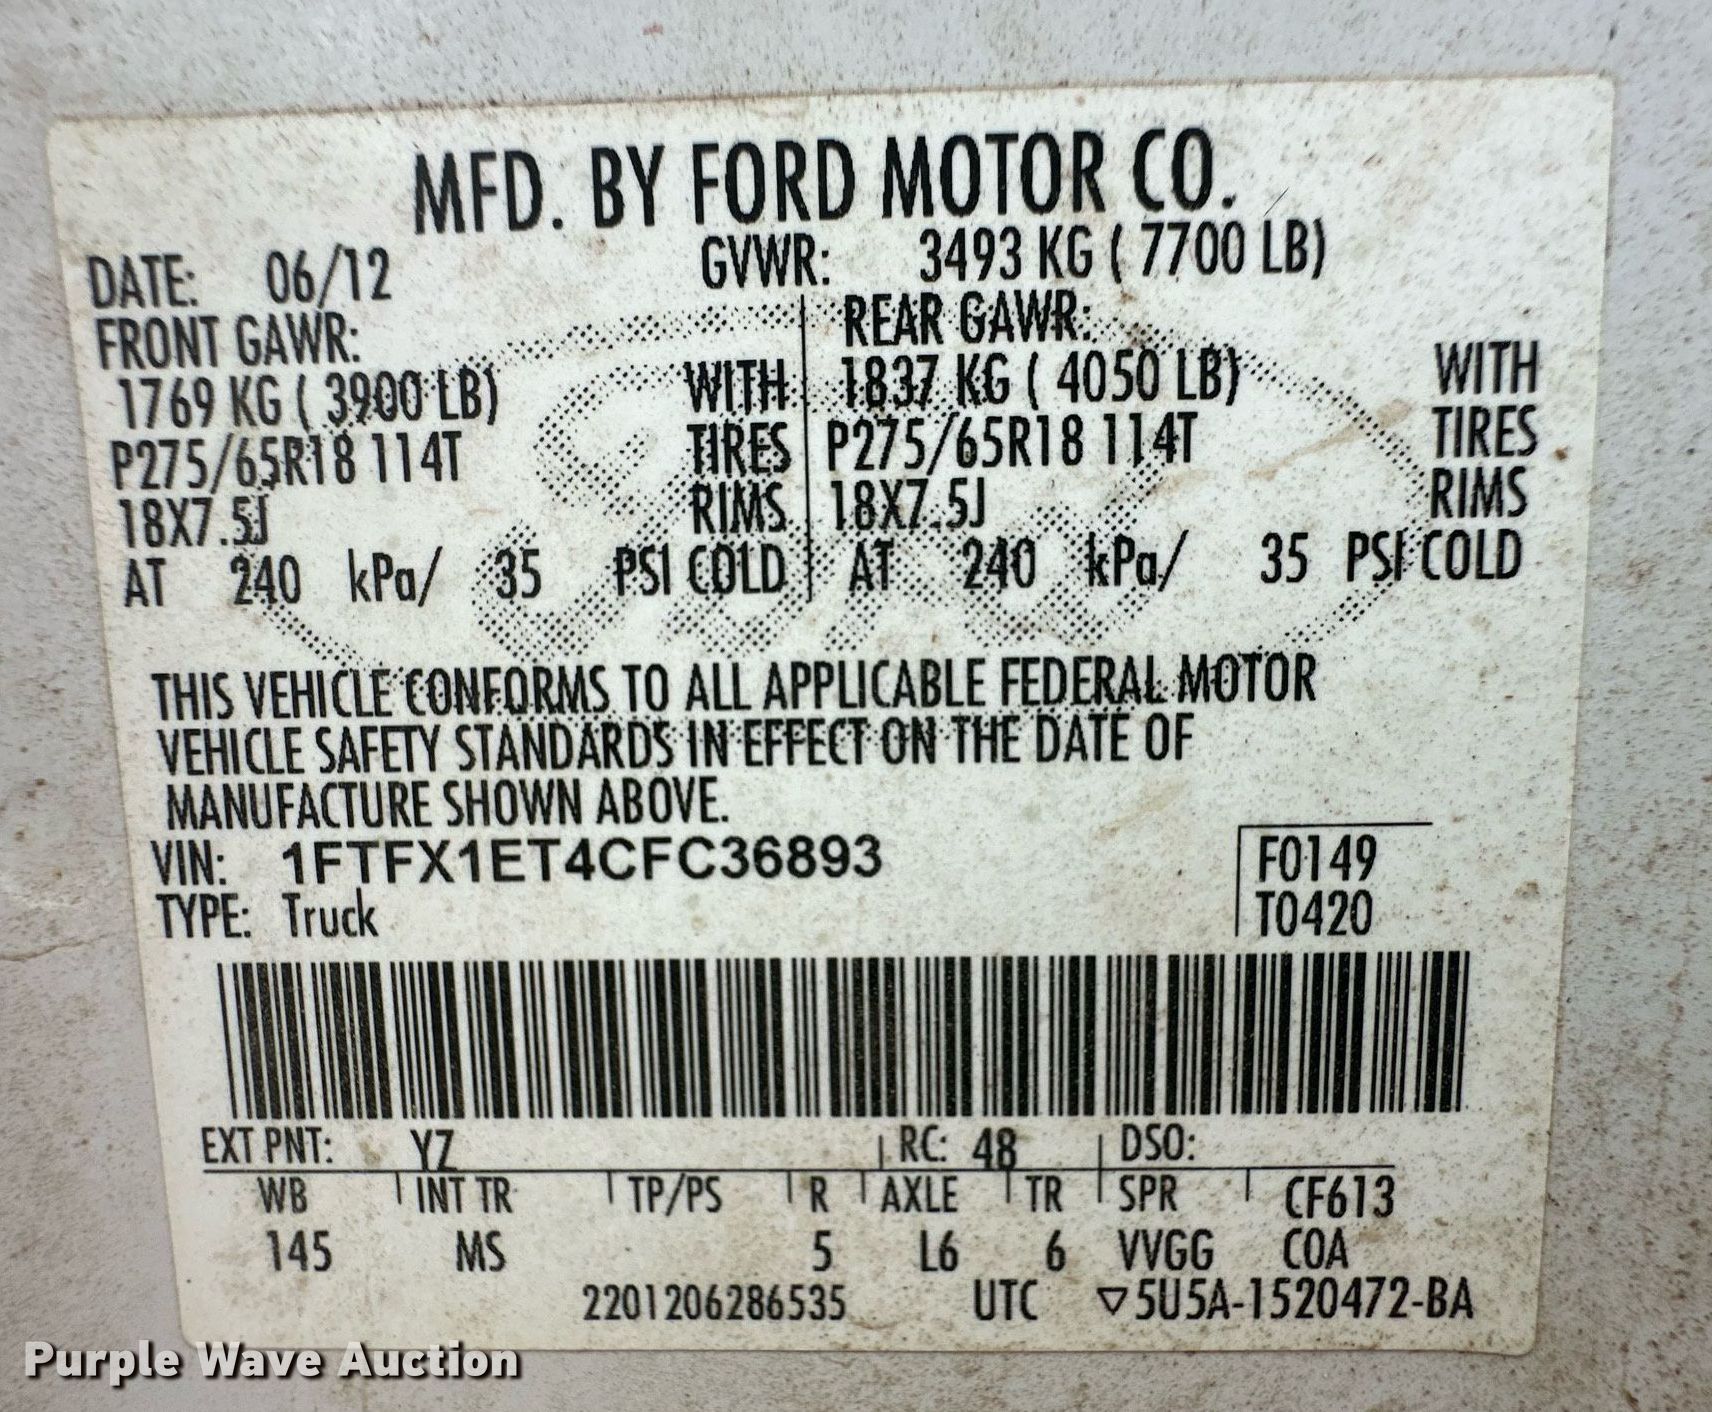 MFD. BY FORD MOTOR CO.
DATE: 06/12 GVWR: 3493 KG ( 7700 LB)
FRONT GAWR: REAR GAWR:
1769 KG ( 3900 LB) WITH 1837 KG ( 4050 LB) WITH
P275/65R18 114T TIRES P275/65R18 114T TIRES
18X7.5J RIMS 18X7.5J RIMS
AT 240 kPa/ 35 PSI COLD AT 240 kPa/ 35 PSI COLD
THIS VEHICLE CONFORMS TO ALL APPLICABLE FEDERAL MOTOR
VEHICLE SAFETY STANDARDS IN EFFECT ON THE DATE OF
MANUFACTURE SHOWN ABOVE.
VIN: 1FTFX1ET4CFC36893 F0149
TYPE: Truck T0420
EXT PNT: YZ RC: 48 DSO:
WB INT TR TP/PS R AXLE TR SPR CF613
145 MS 5 L6 6 VVGG COA
2201206286535 UTC ▽5U5A-1520472-BA
Purple Wave Auction